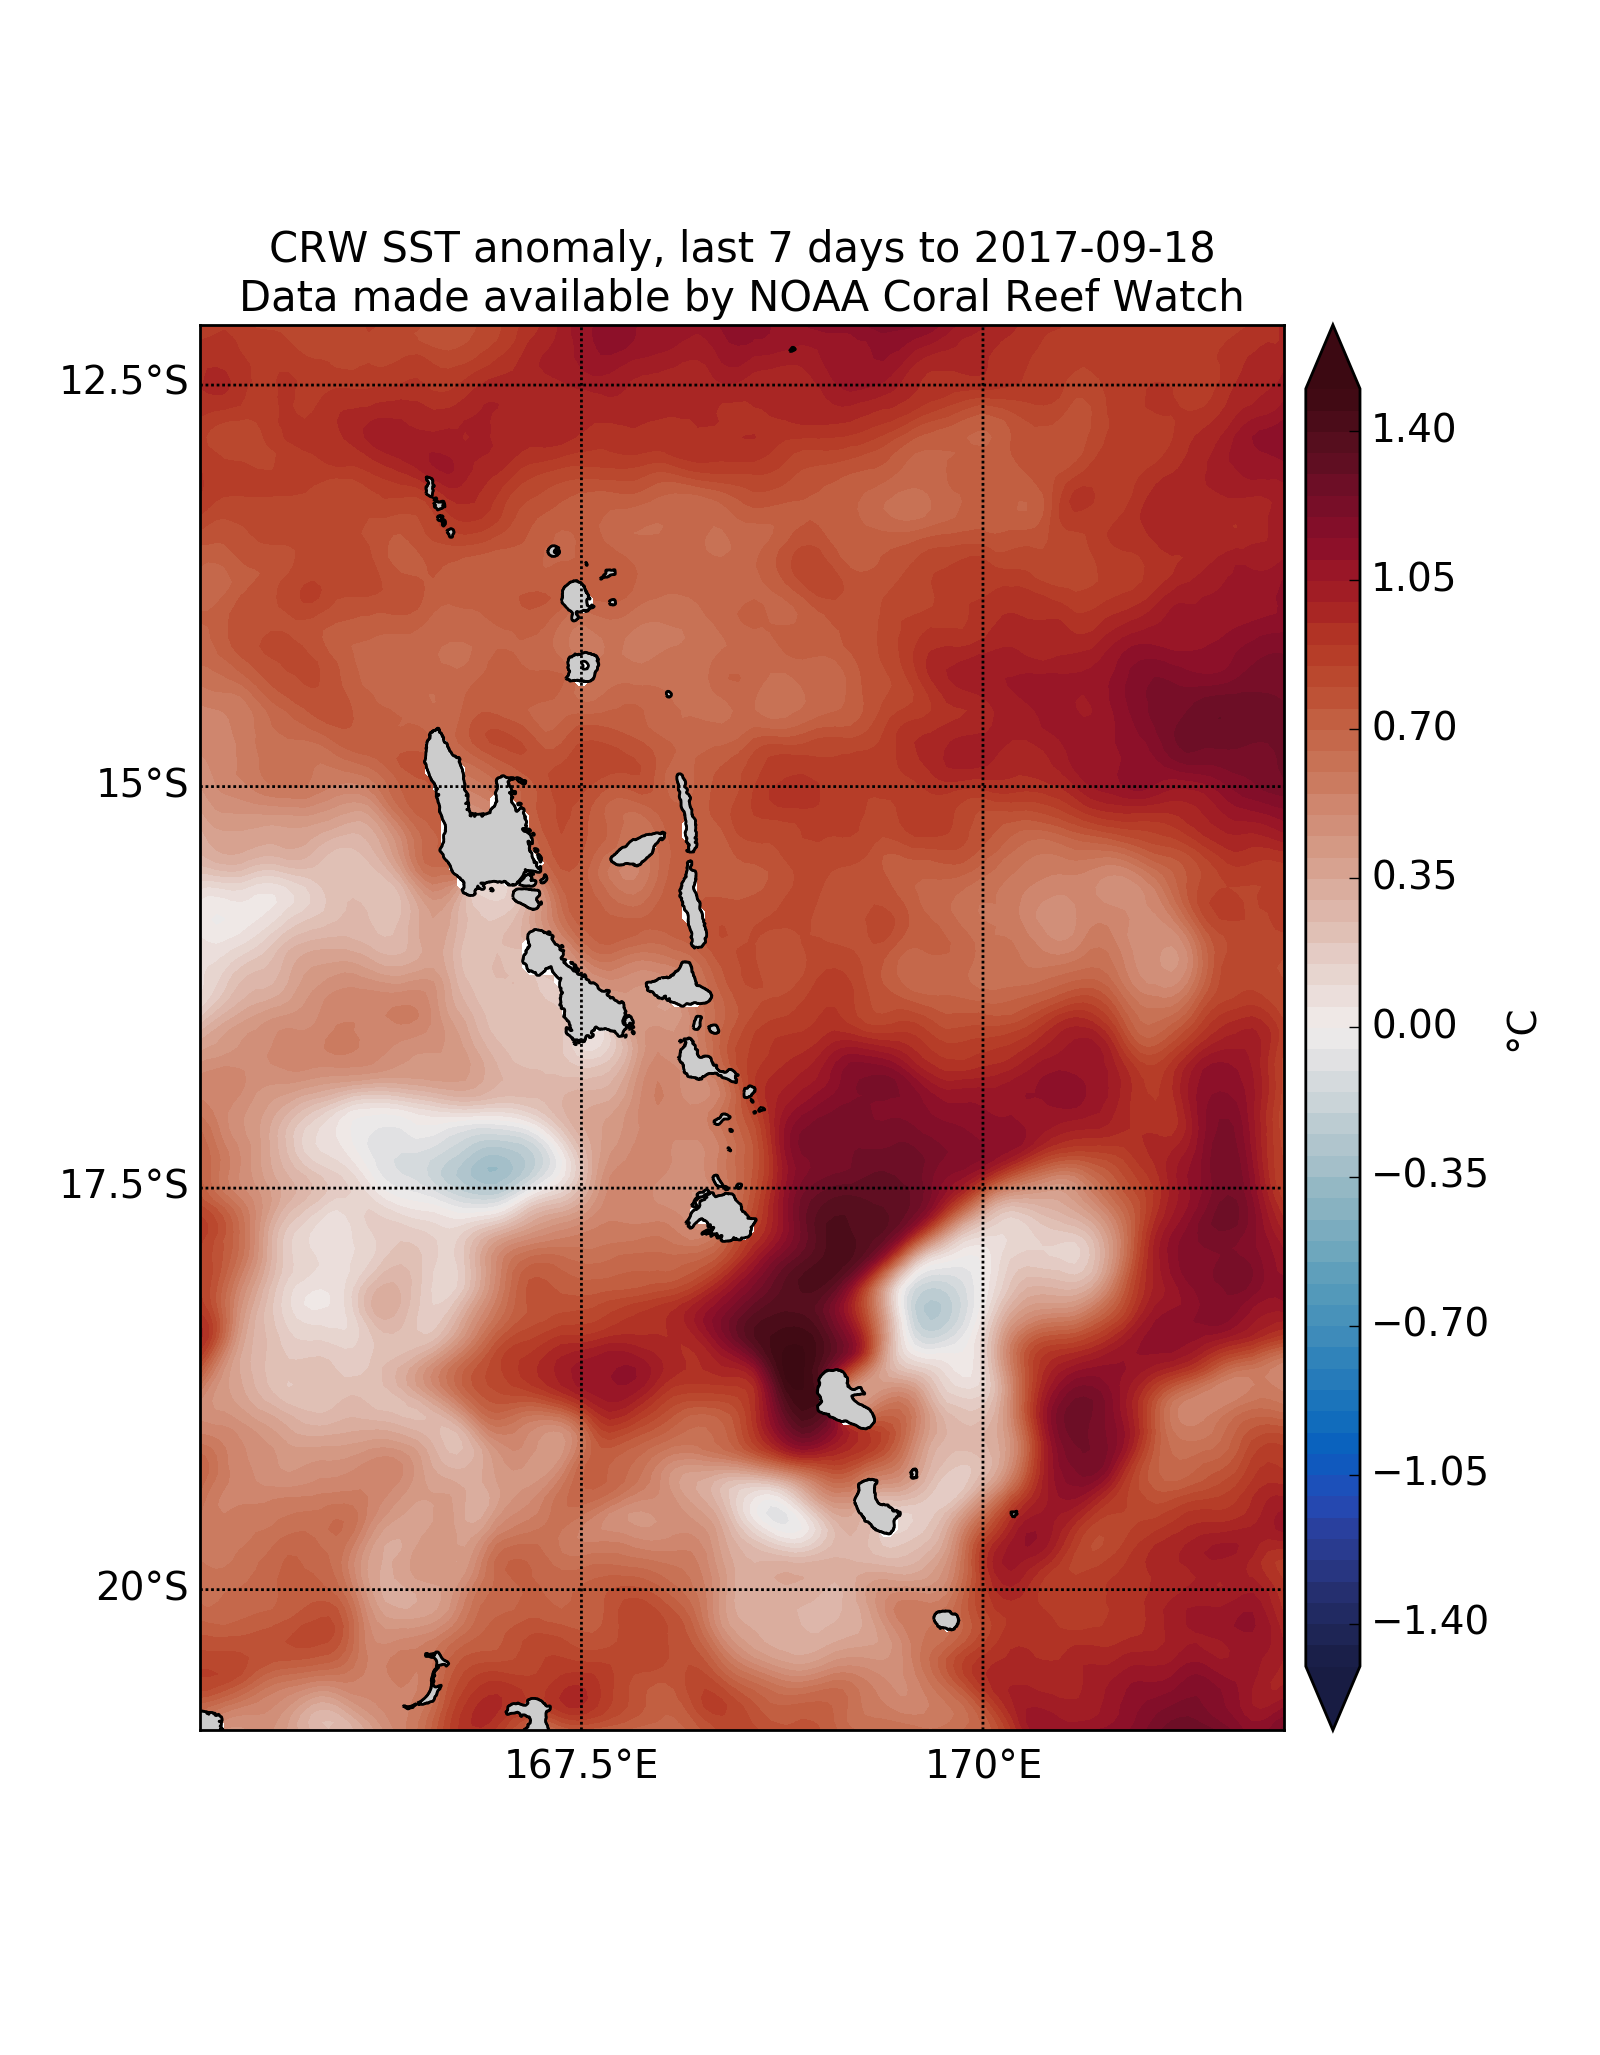 CRW SST anomaly, last 7 days to 2017-09-18
Data made available by NOAA Coral Reef Watch
12.5°S
15°S
17.5°S
20°S
167.5°E
170°E
1.40
1.05
0.70
0.35
0.00
−0.35
−0.70
−1.05
−1.40
°C